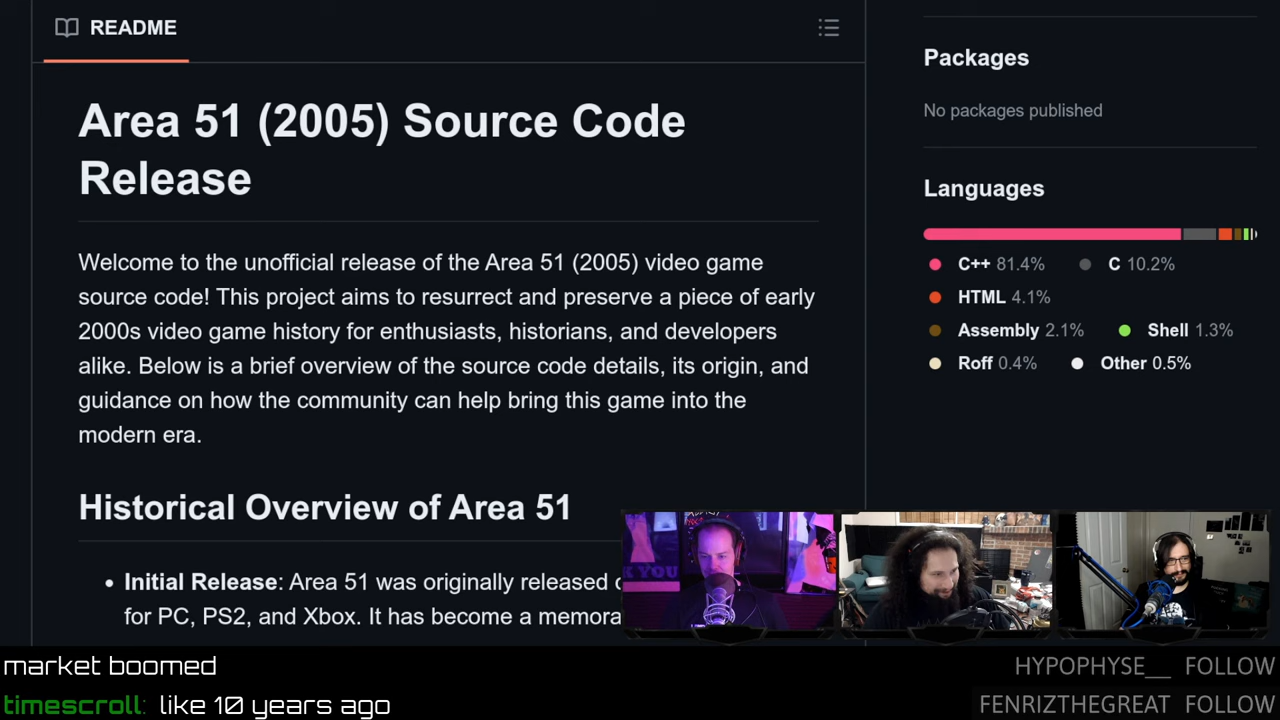 README
Area 51 (2005) Source Code
Release
Welcome to the unofficial release of the Area 51 (2005) video game
source code! This project aims to resurrect and preserve a piece of early
2000s video game history for enthusiasts, historians, and developers
alike. Below is a brief overview of the source code details, its origin, and
guidance on how the community can help bring this game into the
modern era.
Historical Overview of Area 51
Initial Release: Area 51 was originally released
for PC, PS2, and Xbox. It has become a memora
Packages
No packages published
Languages
C++ 81.4% C 10.2%
HTML 4.1%
Assembly 2.1% Shell 1.3%
Roff 0.4% Other 0.5%
K YOU
market boomed
timescroll: like 10 years ago
HYPOPHYSE__ FOLLOW
FENRIZTHEGREAT FOLLOW